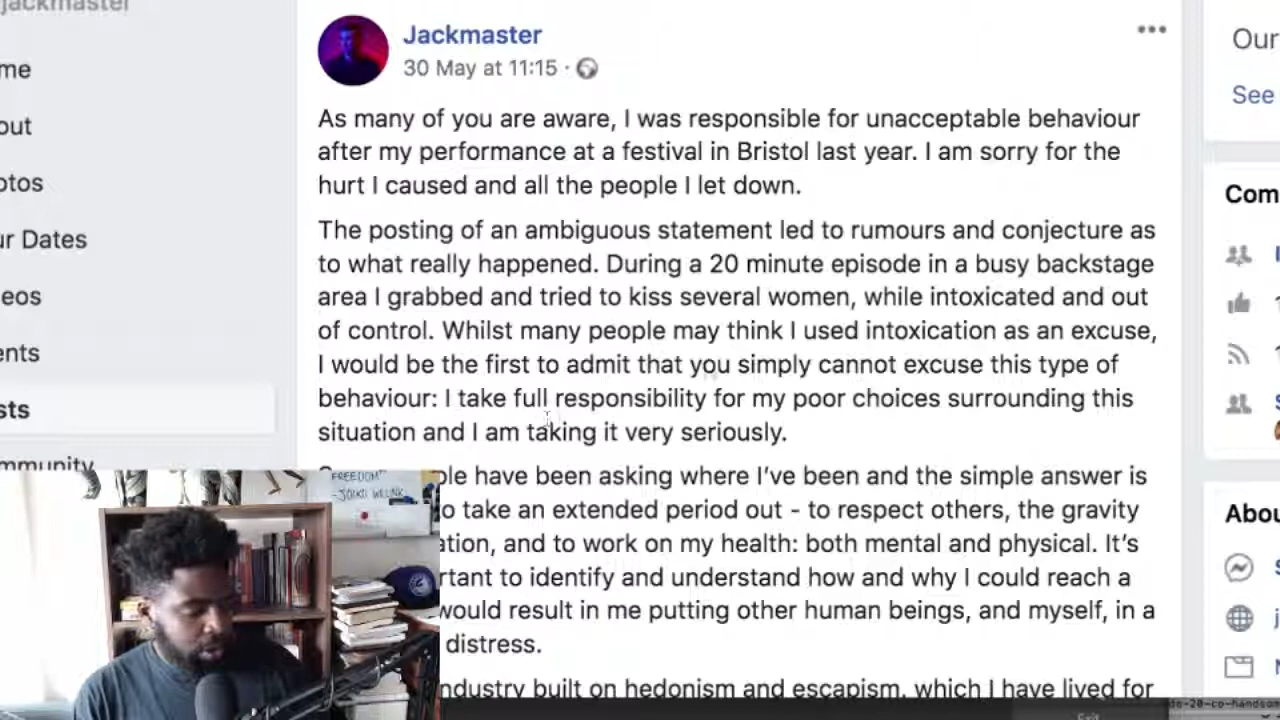 jackmaster
me
out
otos
ur Dates
eos
ents
sts
mmunity
Jackmaster
30 May at 11:15 ·
As many of you are aware, I was responsible for unacceptable behaviour
after my performance at a festival in Bristol last year. I am sorry for the
hurt I caused and all the people I let down.
The posting of an ambiguous statement led to rumours and conjecture as
to what really happened. During a 20 minute episode in a busy backstage
area I grabbed and tried to kiss several women, while intoxicated and out
of control. Whilst many people may think I used intoxication as an excuse,
I would be the first to admit that you simply cannot excuse this type of
behaviour: I take full responsibility for my poor choices surrounding this
situation and I am taking it very seriously.
ple have been asking where I've been and the simple answer is
o take an extended period out - to respect others, the gravity
ation, and to work on my health: both mental and physical. It's
rtant to identify and understand how and why I could reach a
would result in me putting other human beings, and myself, in a
distress.
ndustry built on hedonism and escapism, which I have lived for
Our
See
Com
Abou
FREEDOM"
Exit